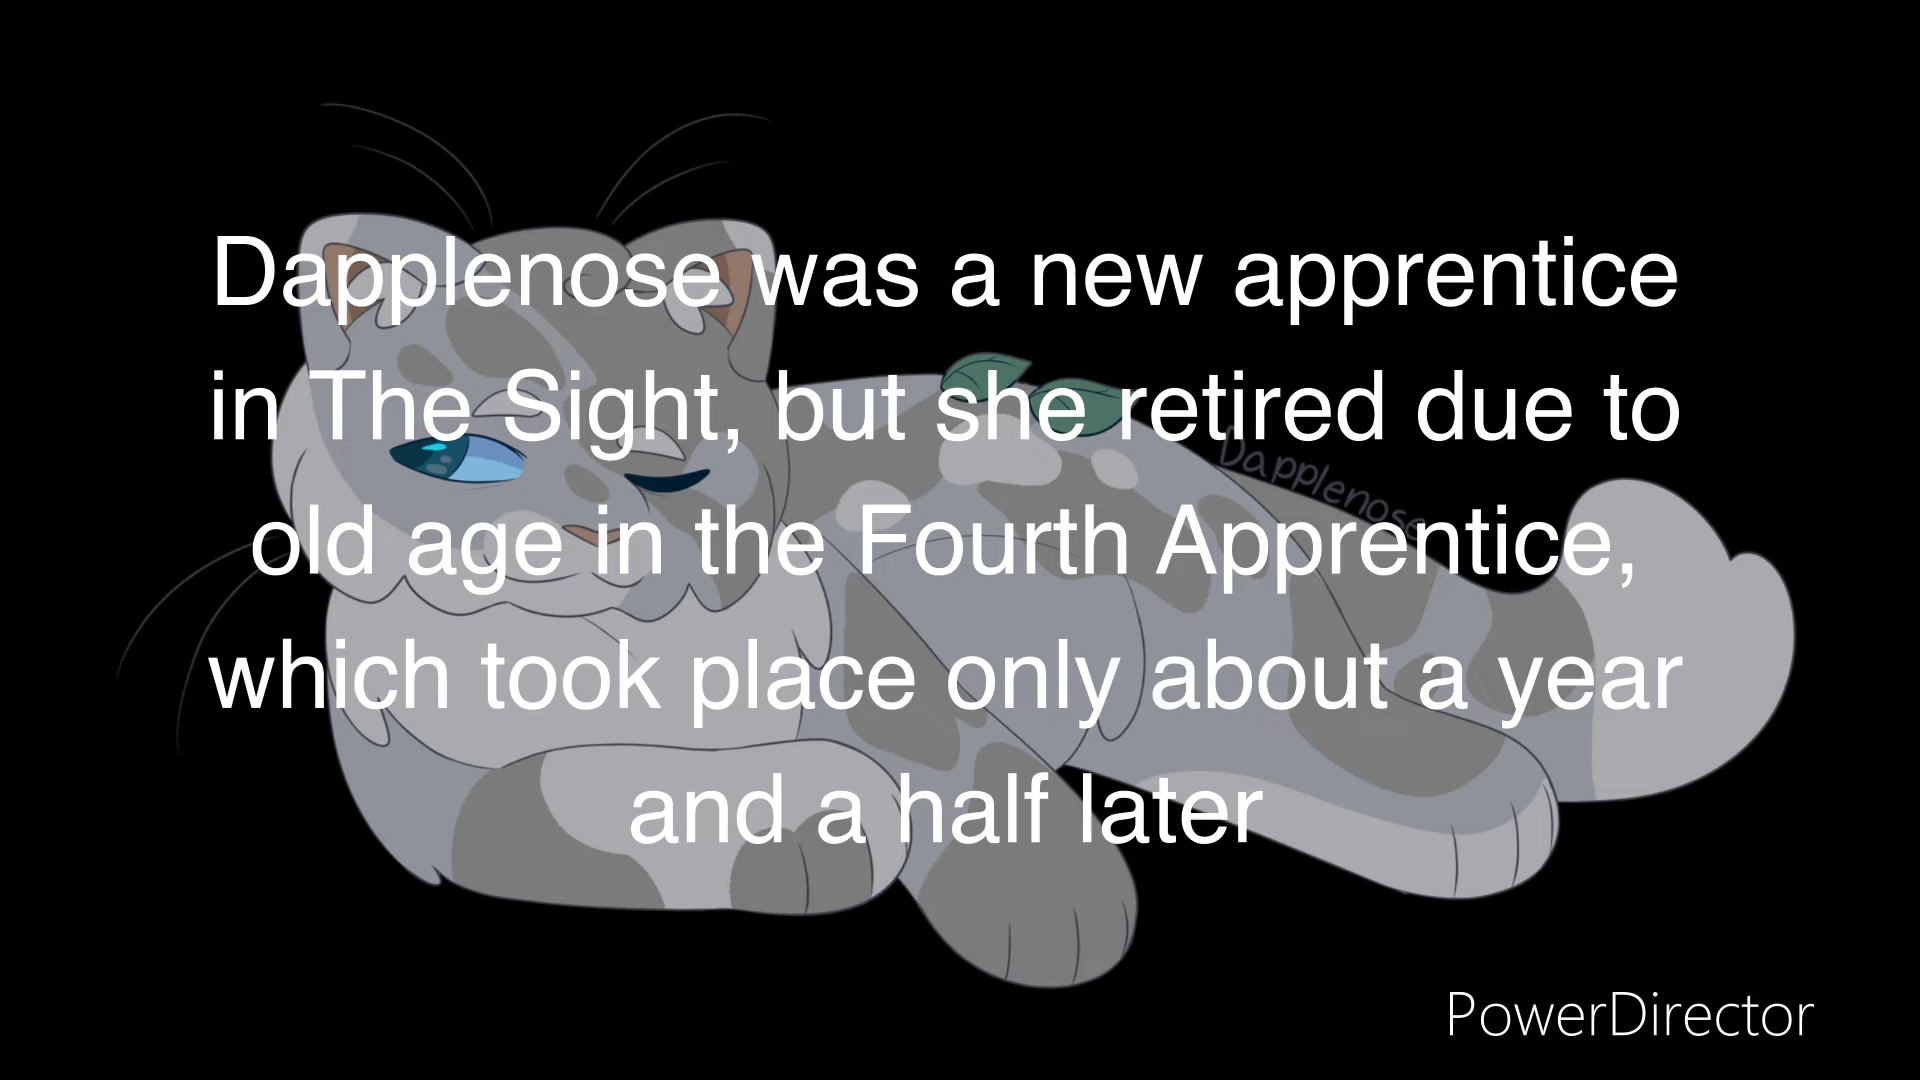 Dapplenose was a new apprentice
in The Sight, but she retired due to
Dapplenose
old age in the Fourth Apprentice,
which took place only about a year
and a half later
PowerDirector